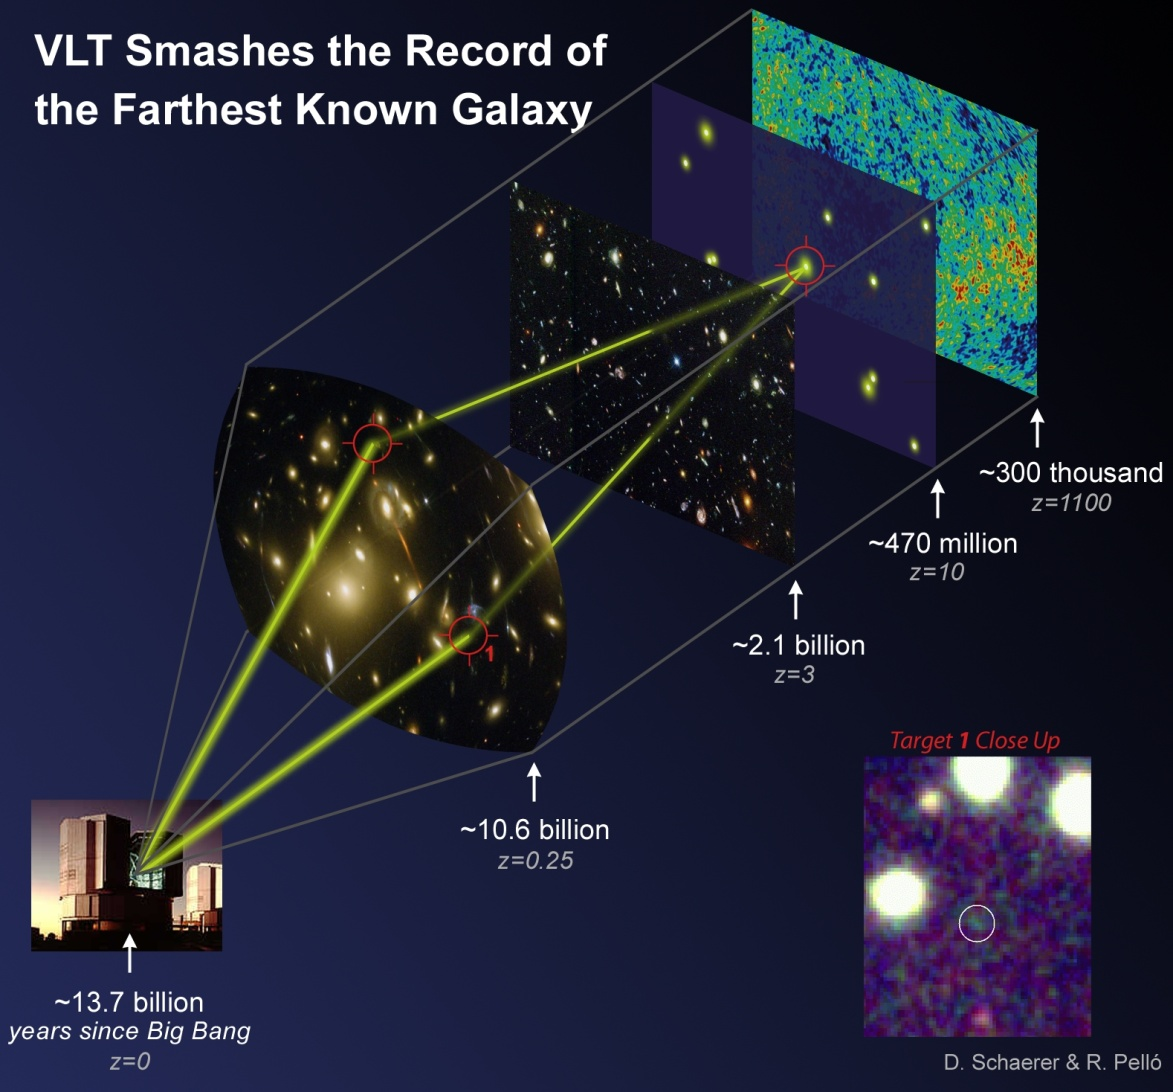 VLT Smashes the Record of
the Farthest Known Galaxy
~300 thousand
z=1100
~470 million
z=10
~2.1 billion
z=3
1
~10.6 billion
z=0.25
~13.7 billion
years since Big Bang
z=0
Target 1 Close Up
D. Schaerer & R. Pelló